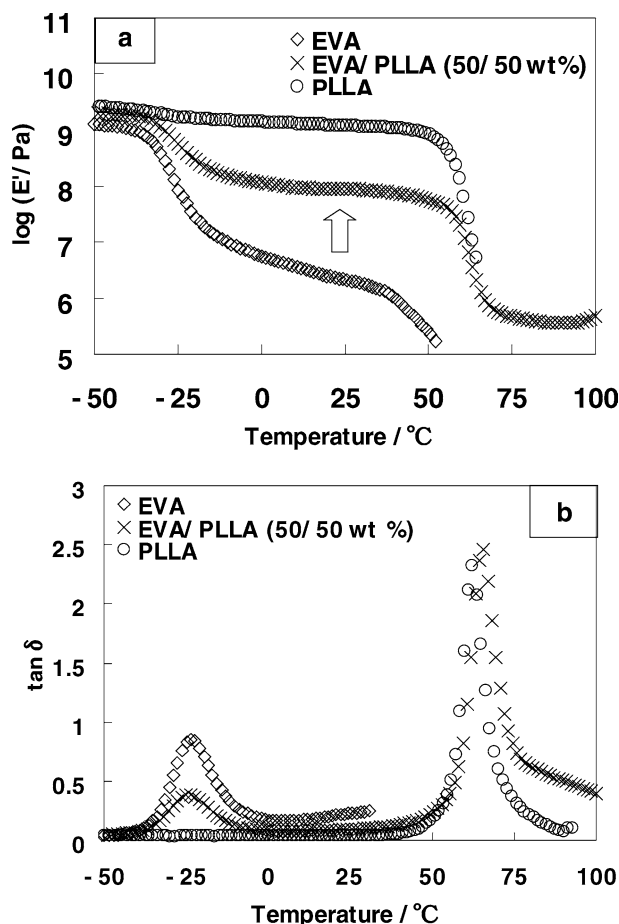 a
EVA
EVA/ PLLA (50/ 50 wt%)
PLLA
11
10
9
8
7
6
5
log (E'/ Pa)
- 50
- 25
0
25
50
75
100
Temperature / °C
b
EVA
EVA/ PLLA (50/ 50 wt %)
PLLA
3
2.5
2
1.5
1
0.5
0
tan δ
- 50
- 25
0
25
50
75
100
Temperature / °C